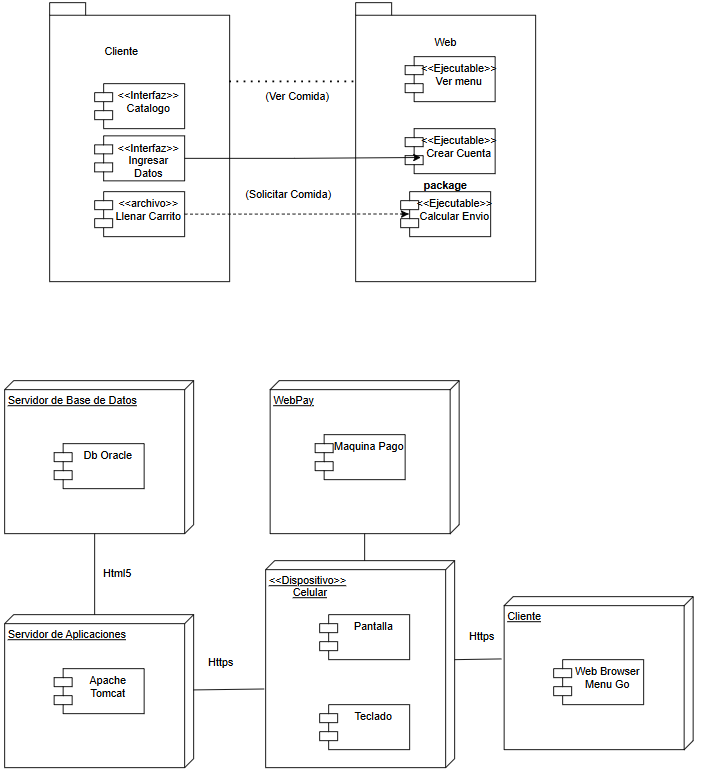 Cliente
<<Interfaz>>
Catalogo
<<Interfaz>>
Ingresar
Datos
<<archivo>>
Llenar Carrito
(Ver Comida)
(Solicitar Comida)
Web
<<Ejecutable>>
Ver menu
<<Ejecutable>>
Crear Cuenta
package
<<Ejecutable>>
Calcular Envio
Servidor de Base de Datos
Db Oracle
WebPay
Maquina Pago
Html5
Servidor de Aplicaciones
Apache
Tomcat
Https
<<Dispositivo>>
Celular
Pantalla
Teclado
Https
Cliente
Web Browser
Menu Go